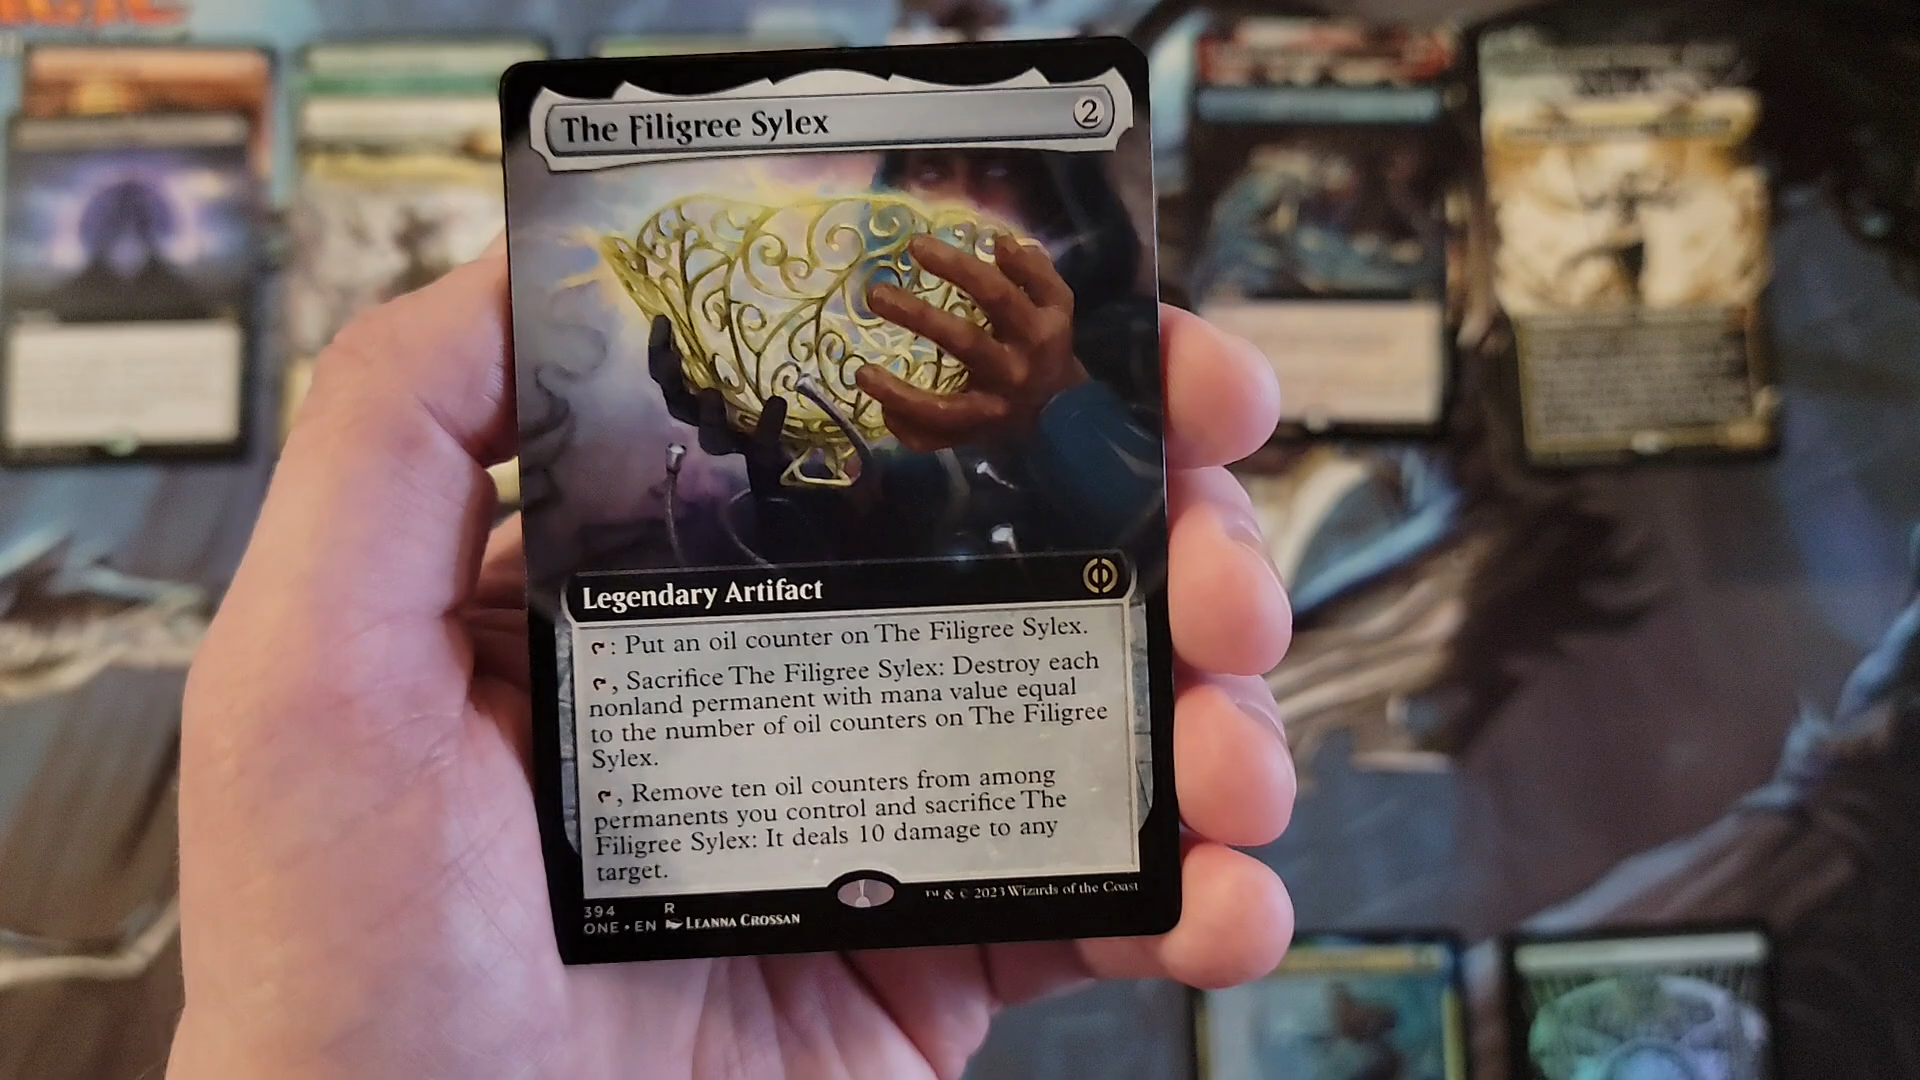 The Filigree Sylex 2
Legendary Artifact
: Put an oil counter on The Filigree Sylex.
, Sacrifice The Filigree Sylex: Destroy each
nonland permanent with mana value equal
to the number of oil counters on The Filigree
Sylex.
, Remove ten oil counters from among
permanents you control and sacrifice The
Filigree Sylex: It deals 10 damage to any
target.
394 R
ONE • EN LEANNA CROSSAN
™ & © 2023 Wizards of the Coast